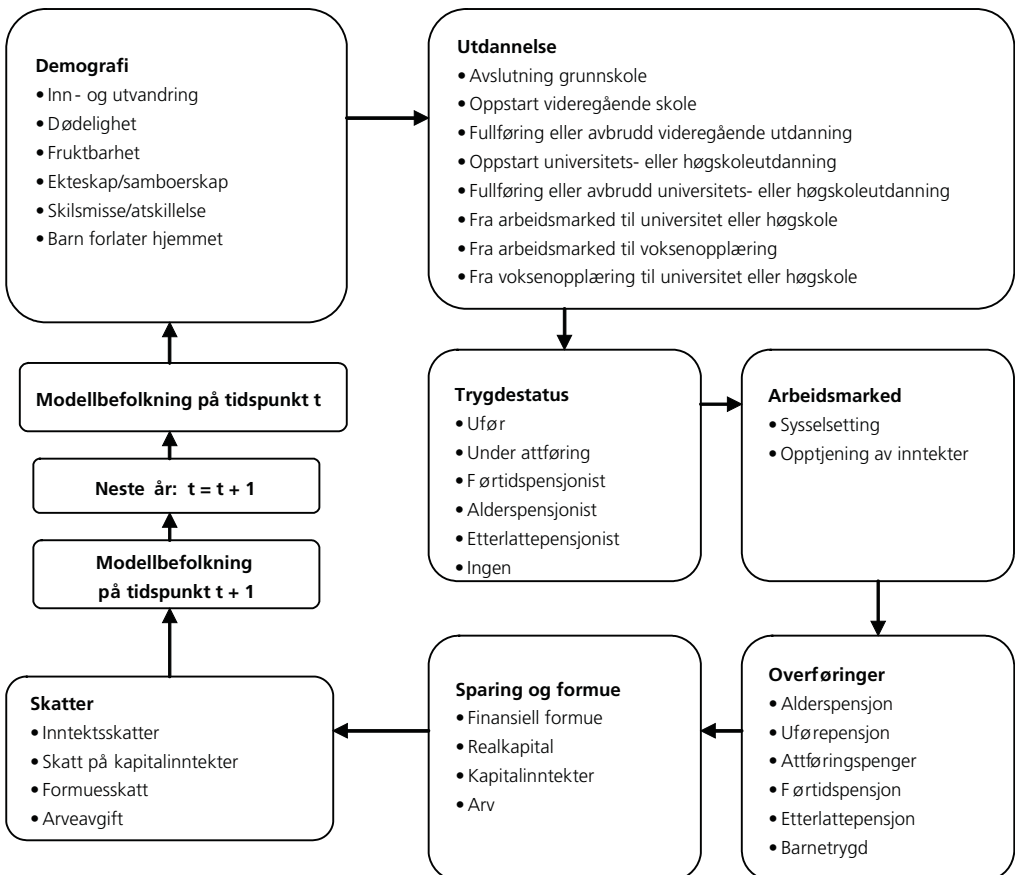 Demografi
• Inn- og utvandring
• Dødelighet
• Fruktbarhet
• Ekteskap/samboerskap
• Skilsmisse/atskillelse
• Barn forlater hjemmet
Utdannelse
• Avslutning grunnskole
• Oppstart videregående skole
• Fullføring eller avbrudd videregående utdanning
• Oppstart universitets- eller høgskoleutdanning
• Fullføring eller avbrudd universitets- eller høgskoleutdanning
• Fra arbeidsmarked til universitet eller høgskole
• Fra arbeidsmarked til voksenopplæring
• Fra voksenopplæring til universitet eller høgskole
Trygdestatus
• Ufør
• Under attføring
• Førtidspensjonist
• Alderspensjonist
• Etterlattepensjonist
• Ingen
Arbeidsmarked
• Sysselsetting
• Opptjening av inntekter
Overføringer
• Alderspensjon
• Uførepensjon
• Attføringspenger
• Førtidspensjon
• Etterlattepensjon
• Barnetrygd
Sparing og formue
• Finansiell formue
• Realkapital
• Kapitalinntekter
• Arv
Skatter
• Inntektsskatter
• Skatt på kapitalinntekter
• Formuesskatt
• Arveavgift
Modellbefolkning
på tidspunkt t + 1
Neste år: t = t + 1
Modellbefolkning på tidspunkt t